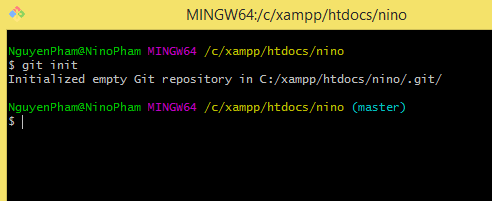 MINGW64:/c/xampp/htdocs/nino
NguyenPham@NinoPham MINGW64 /c/xampp/htdocs/nino
$ git init
Initialized empty Git repository in C:/xampp/htdocs/nino/.git/
NguyenPham@NinoPham MINGW64 /c/xampp/htdocs/nino (master)
$